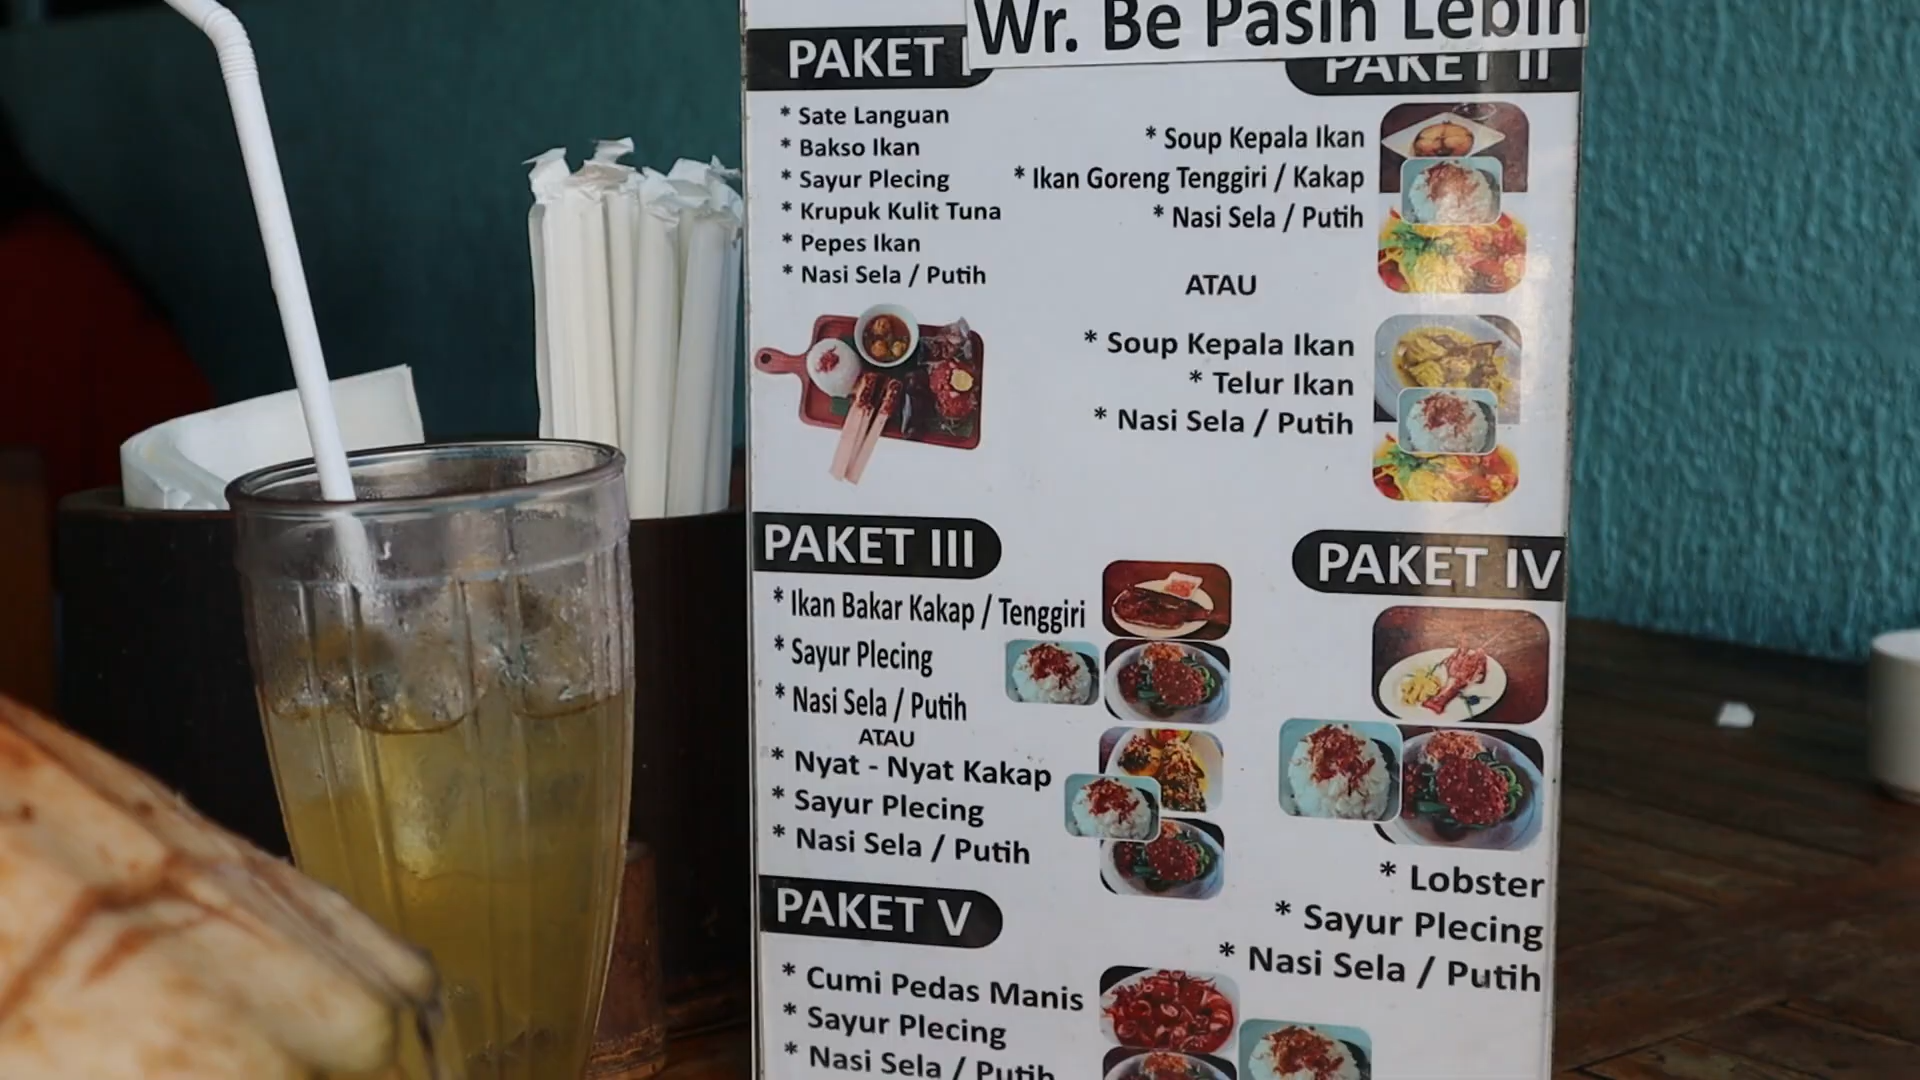 Wr. Be Pasih Lebih
PAKET I
* Sate Languan
* Bakso Ikan
* Sayur Plecing
* Krupuk Kulit Tuna
* Pepes Ikan
* Nasi Sela / Putih
PAKET II
* Soup Kepala Ikan
* Ikan Goreng Tenggiri / Kakap
* Nasi Sela / Putih
ATAU
* Soup Kepala Ikan
* Telur Ikan
* Nasi Sela / Putih
PAKET III
* Ikan Bakar Kakap / Tenggiri
* Sayur Plecing
* Nasi Sela / Putih
ATAU
* Nyat - Nyat Kakap
* Sayur Plecing
* Nasi Sela / Putih
PAKET IV
* Lobster
* Sayur Plecing
* Nasi Sela / Putih
PAKET V
* Cumi Pedas Manis
* Sayur Plecing
* Nasi Sela / Putih